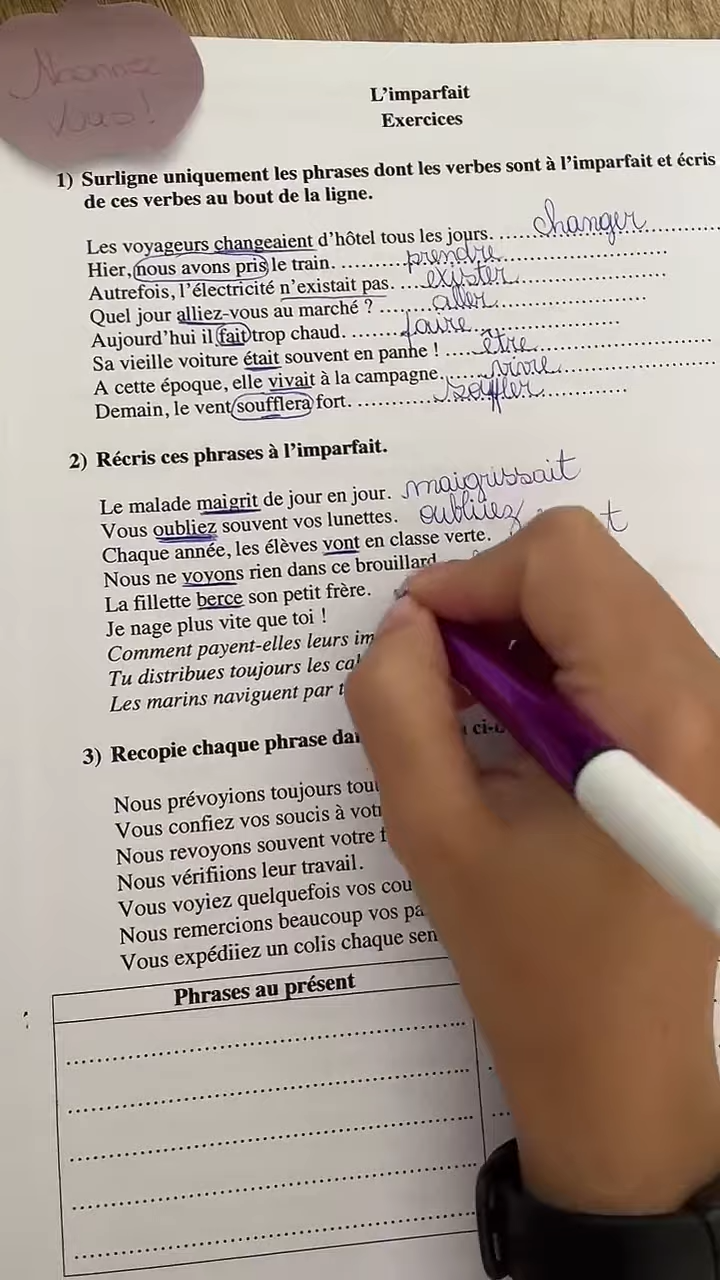 Abonnez
Vous!
L'imparfait
Exercices
1) Surligne uniquement les phrases dont les verbes sont à l'imparfait et écris
de ces verbes au bout de la ligne.
Les voyageurs changeaient d'hôtel tous les jours. changer
Hier, nous avons pris le train. prendre
Autrefois, l'électricité n'existait pas. exister
Quel jour alliez-vous au marché ? aller
Aujourd'hui il fait trop chaud. faire
Sa vieille voiture était souvent en panne ! être
A cette époque, elle vivait à la campagne. vivre
Demain, le vent soufflera fort. souffler
2) Récris ces phrases à l'imparfait.
Le malade maigrit de jour en jour. maigrissait
Vous oubliez souvent vos lunettes. oubliiez
Chaque année, les élèves vont en classe verte. t
Nous ne voyons rien dans ce brouillard
La fillette berce son petit frère.
Je nage plus vite que toi !
Comment payent-elles leurs im
Tu distribues toujours les ca
Les marins naviguent par t
3) Recopie chaque phrase da ci-
Nous prévoyions toujours tou
Vous confiez vos soucis à vot
Nous revoyons souvent votre f
Nous vérifiions leur travail.
Vous voyiez quelquefois vos cou
Nous remercions beaucoup vos pa
Vous expédiiez un colis chaque sem
Phrases au présent